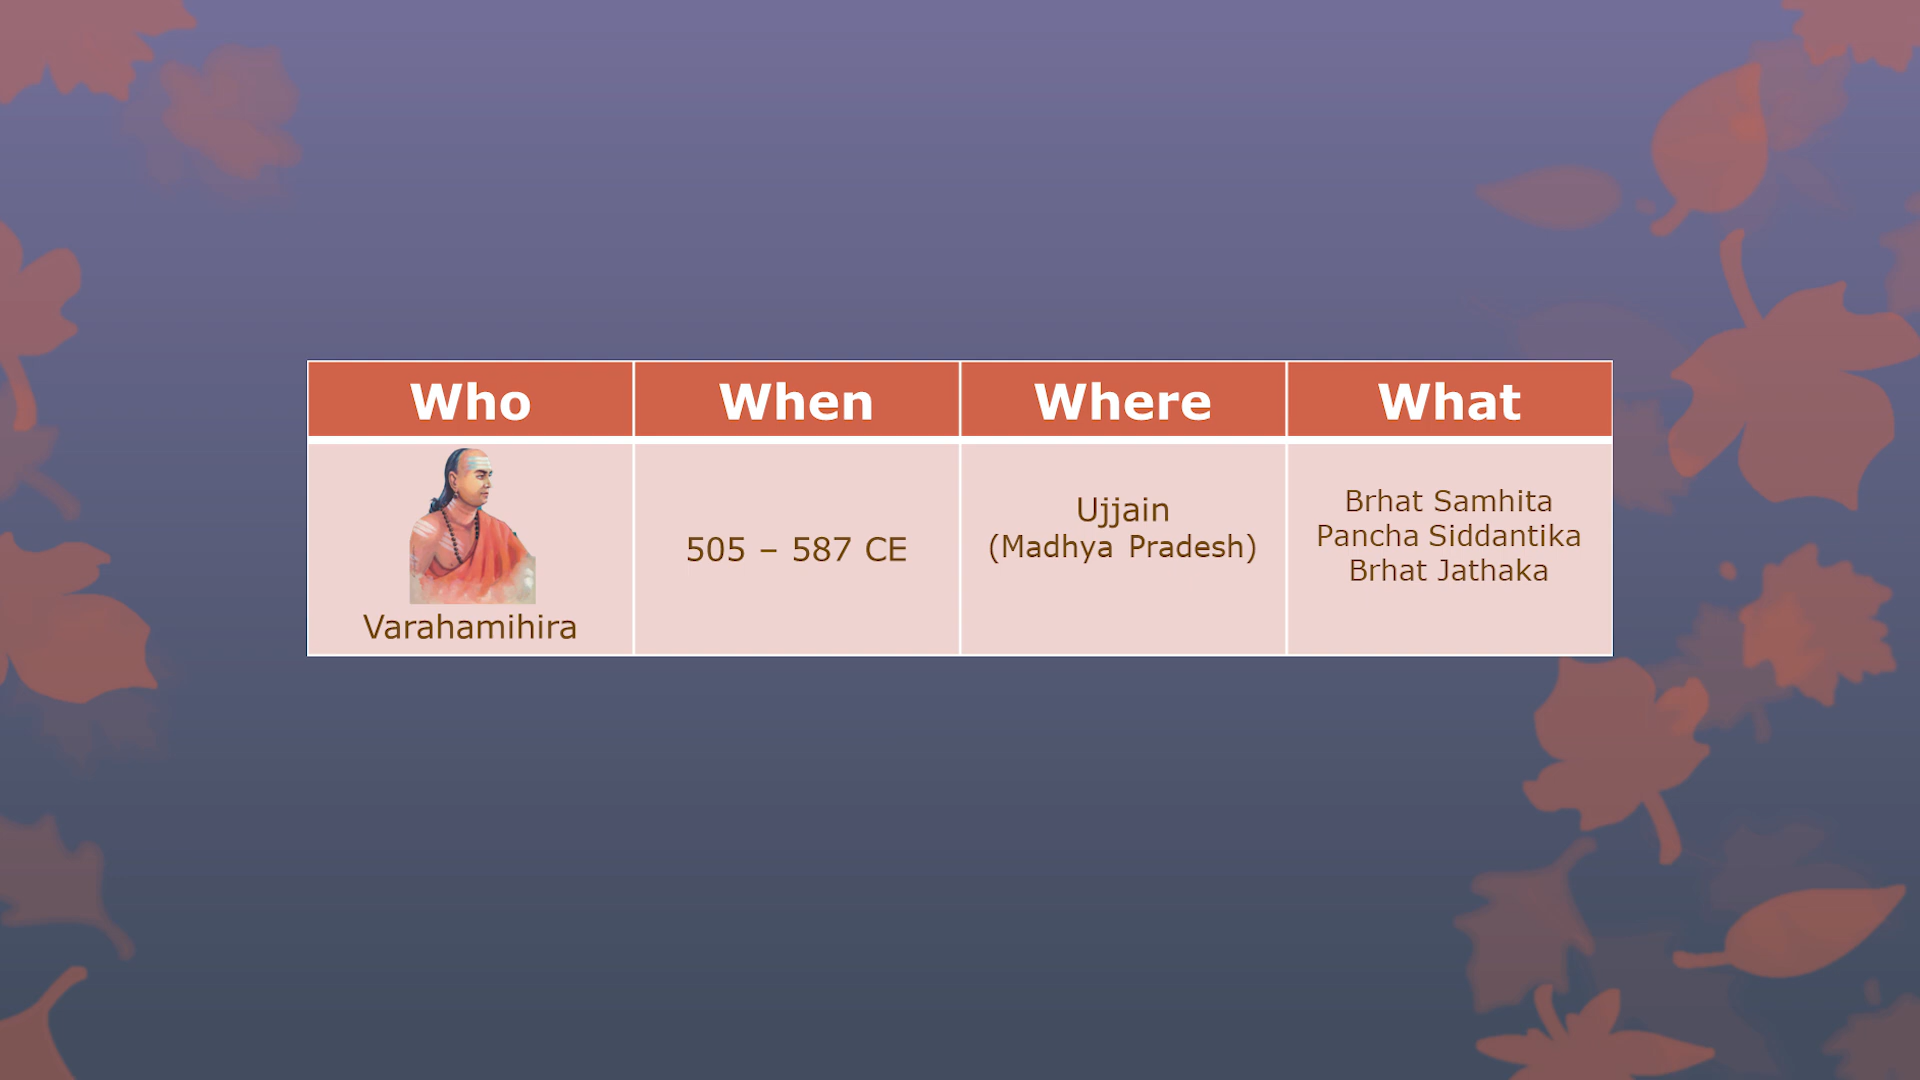 Who When Where What
Varahamihira
505 – 587 CE
Ujjain
(Madhya Pradesh)
Brhat Samhita
Pancha Siddantika
Brhat Jathaka